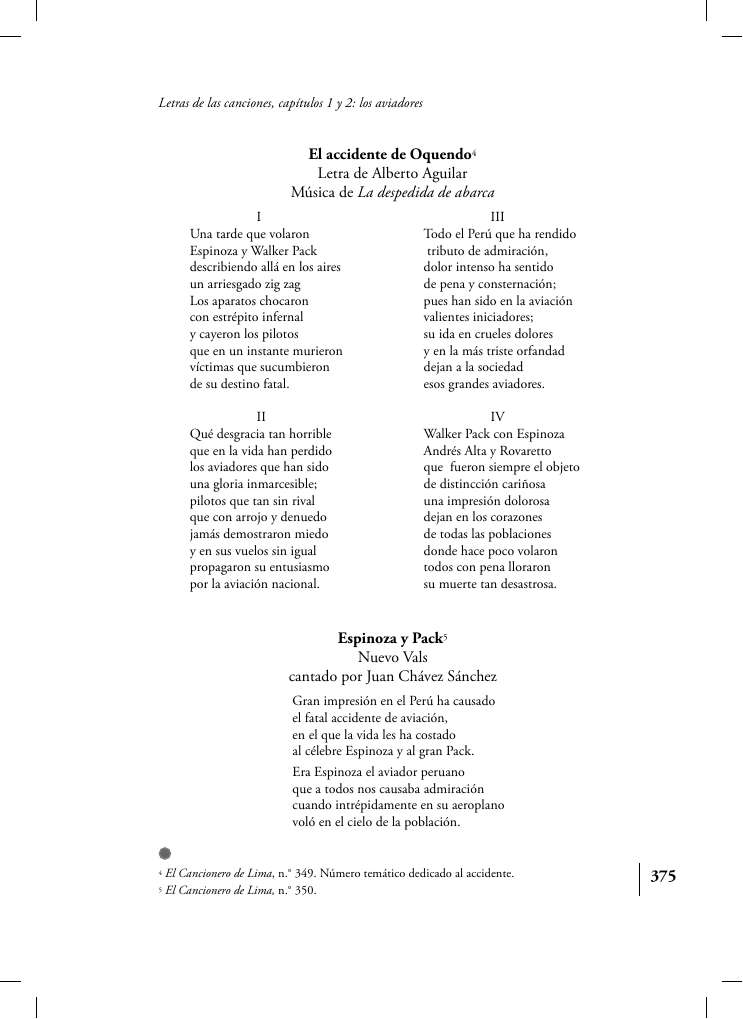 Letras de las canciones, capítulos 1 y 2: los aviadores
El accidente de Oquendo4
Letra de Alberto Aguilar
Música de La despedida de abarca
I
Una tarde que volaron
Espinoza y Walker Pack
describiendo allá en los aires
un arriesgado zig zag
Los aparatos chocaron
con estrépito infernal
y cayeron los pilotos
que en un instante murieron
víctimas que sucumbieron
de su destino fatal.
II
Qué desgracia tan horrible
que en la vida han perdido
los aviadores que han sido
una gloria inmarcesible;
pilotos que tan sin rival
que con arrojo y denuedo
jamás demostraron miedo
y en sus vuelos sin igual
propagaron su entusiasmo
por la aviación nacional.
III
Todo el Perú que ha rendido
tributo de admiración,
dolor intenso ha sentido
de pena y consternación;
pues han sido en la aviación
valientes iniciadores;
su ida en crueles dolores
y en la más triste orfandad
dejan a la sociedad
esos grandes aviadores.
IV
Walker Pack con Espinoza
Andrés Alta y Rovaretto
que fueron siempre el objeto
de distincción cariñosa
una impresión dolorosa
dejan en los corazones
de todas las poblaciones
donde hace poco volaron
todos con pena lloraron
su muerte tan desastrosa.
Espinoza y Pack5
Nuevo Vals
cantado por Juan Chávez Sánchez
Gran impresión en el Perú ha causado
el fatal accidente de aviación,
en el que la vida les ha costado
al célebre Espinoza y al gran Pack.
Era Espinoza el aviador peruano
que a todos nos causaba admiración
cuando intrépidamente en su aeroplano
voló en el cielo de la población.
4 El Cancionero de Lima, n.° 349. Número temático dedicado al accidente.
5 El Cancionero de Lima, n.° 350.
375